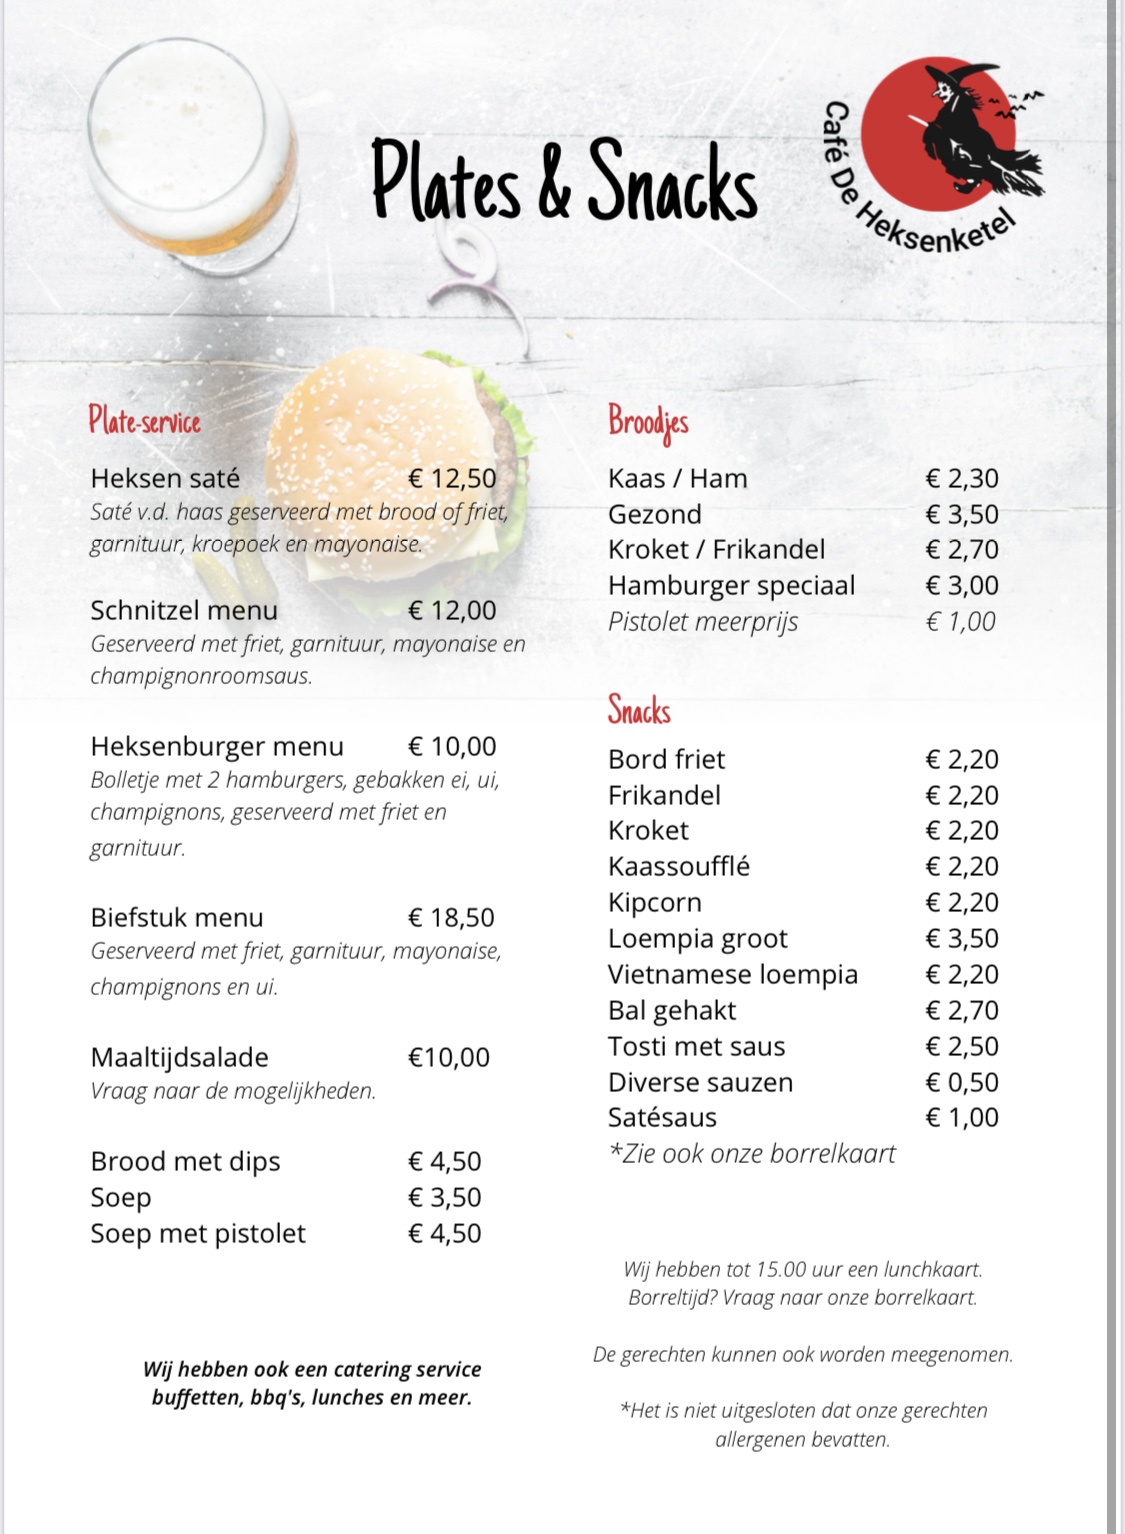 Plates & Snacks
Café De Heksenketel
Plate-service
Heksen saté € 12,50
Saté v.d. haas geserveerd met brood of friet,
garnituur, kroepoek en mayonaise.
Schnitzel menu € 12,00
Geserveerd met friet, garnituur, mayonaise en
champignonroomsaus.
Heksenburger menu € 10,00
Bolletje met 2 hamburgers, gebakken ei, ui,
champignons, geserveerd met friet en
garnituur.
Biefstuk menu € 18,50
Geserveerd met friet, garnituur, mayonaise,
champignons en ui.
Maaltijdsalade €10,00
Vraag naar de mogelijkheden.
Brood met dips € 4,50
Soep € 3,50
Soep met pistolet € 4,50
Wij hebben ook een catering service
buffetten, bbq's, lunches en meer.
Broodjes
Kaas / Ham € 2,30
Gezond € 3,50
Kroket / Frikandel € 2,70
Hamburger speciaal € 3,00
Pistolet meerprijs € 1,00
Snacks
Bord friet € 2,20
Frikandel € 2,20
Kroket € 2,20
Kaassoufflé € 2,20
Kipcorn € 2,20
Loempia groot € 3,50
Vietnamese loempia € 2,20
Bal gehakt € 2,70
Tosti met saus € 2,50
Diverse sauzen € 0,50
Satésaus € 1,00
*Zie ook onze borrelkaart
Wij hebben tot 15.00 uur een lunchkaart.
Borreltijd? Vraag naar onze borrelkaart.
De gerechten kunnen ook worden meegenomen.
*Het is niet uitgesloten dat onze gerechten
allergenen bevatten.